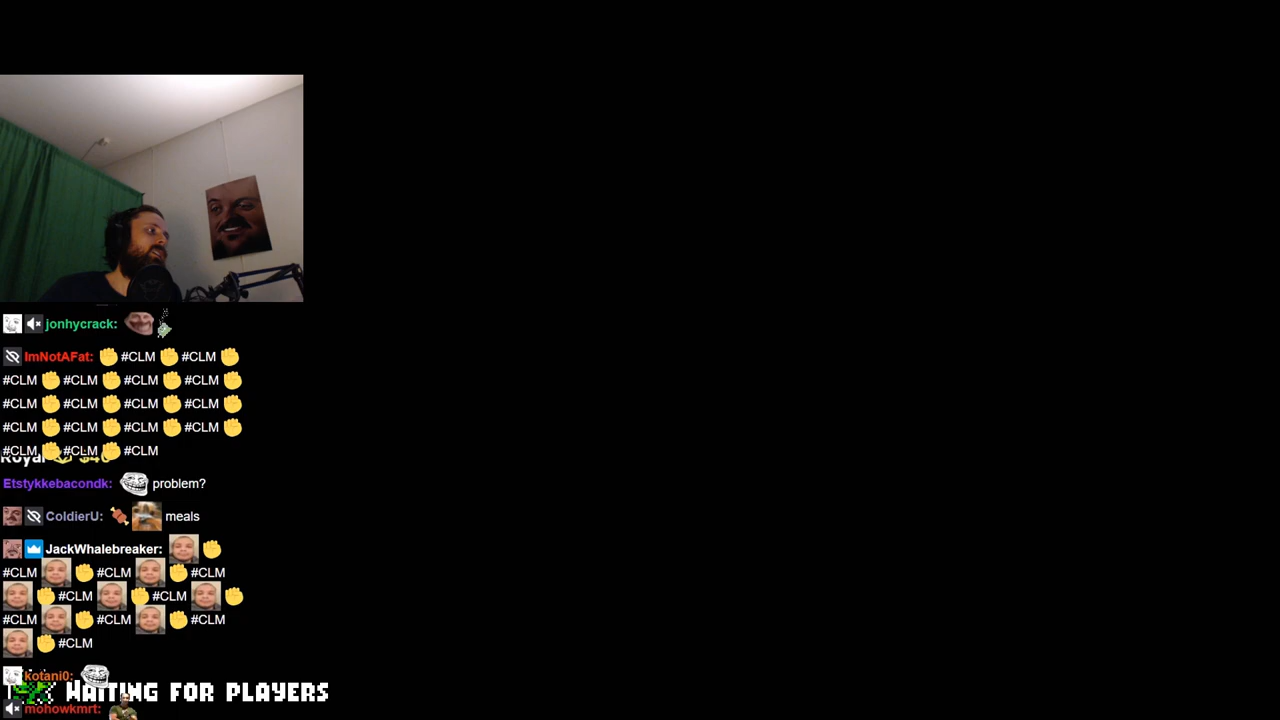 jonhycrack:
ImNotAFat: #CLM #CLM
#CLM #CLM #CLM #CLM
#CLM #CLM #CLM #CLM
#CLM #CLM #CLM #CLM
#CLM #CLM #CLM
Royal
Etstykkebacondk: problem?
ColdierU: meals
JackWhalebreaker:
#CLM #CLM #CLM
#CLM #CLM
#CLM #CLM #CLM
#CLM
kotani0:
WAITING FOR PLAYERS
mohowkmrt: